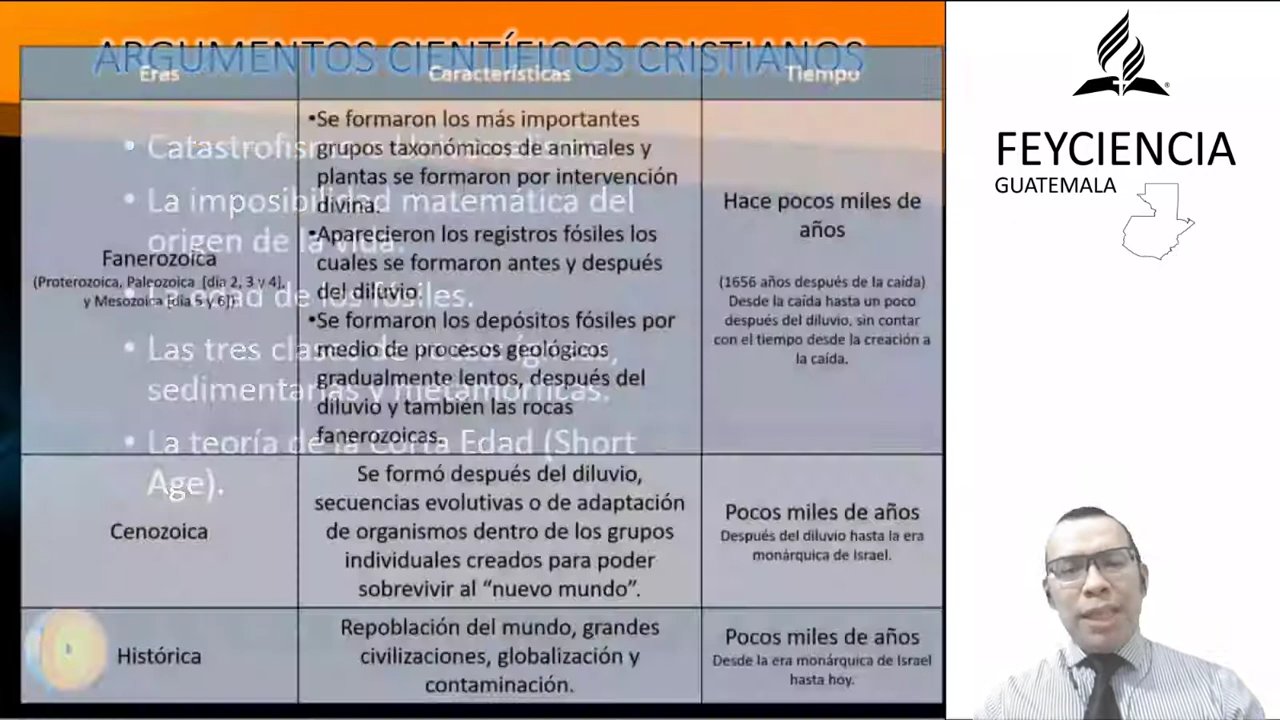 ARGUMENTOS CIENTÍFICOS CRISTIANOS
Eras
Características
Tiempo
Fanerozoica
(Proterozoica, Paleozoica [día 2, 3 y 4],
y Mesozoica [día 5 y 6])
•Se formaron los más importantes
grupos taxonómicos de animales y
plantas se formaron por intervención
divina.
•Aparecieron los registros fósiles los
cuales se formaron antes y después
del diluvio.
•Se formaron los depósitos fósiles por
medio de procesos geológicos
gradualmente lentos, después del
diluvio y también las rocas
fanerozoicas.
Hace pocos miles de
años
(1656 años después de la caída)
Desde la caída hasta un poco
después del diluvio, sin contar
con el tiempo desde la creación a
la caída.
Cenozoica
Se formó después del diluvio,
secuencias evolutivas o de adaptación
de organismos dentro de los grupos
individuales creados para poder
sobrevivir al “nuevo mundo”.
Pocos miles de años
Después del diluvio hasta la era
monárquica de Israel.
Histórica
Repoblación del mundo, grandes
civilizaciones, globalización y
contaminación.
Pocos miles de años
Desde la era monárquica de Israel
hasta hoy.
• La imposibilidad matemática del
origen de la vida.
de los fósiles.
• Las tres clases de
sedimentarias y metamórficas.
• La teoría de la Corta Edad (Short
Age).
FEYCIENCIA
GUATEMALA